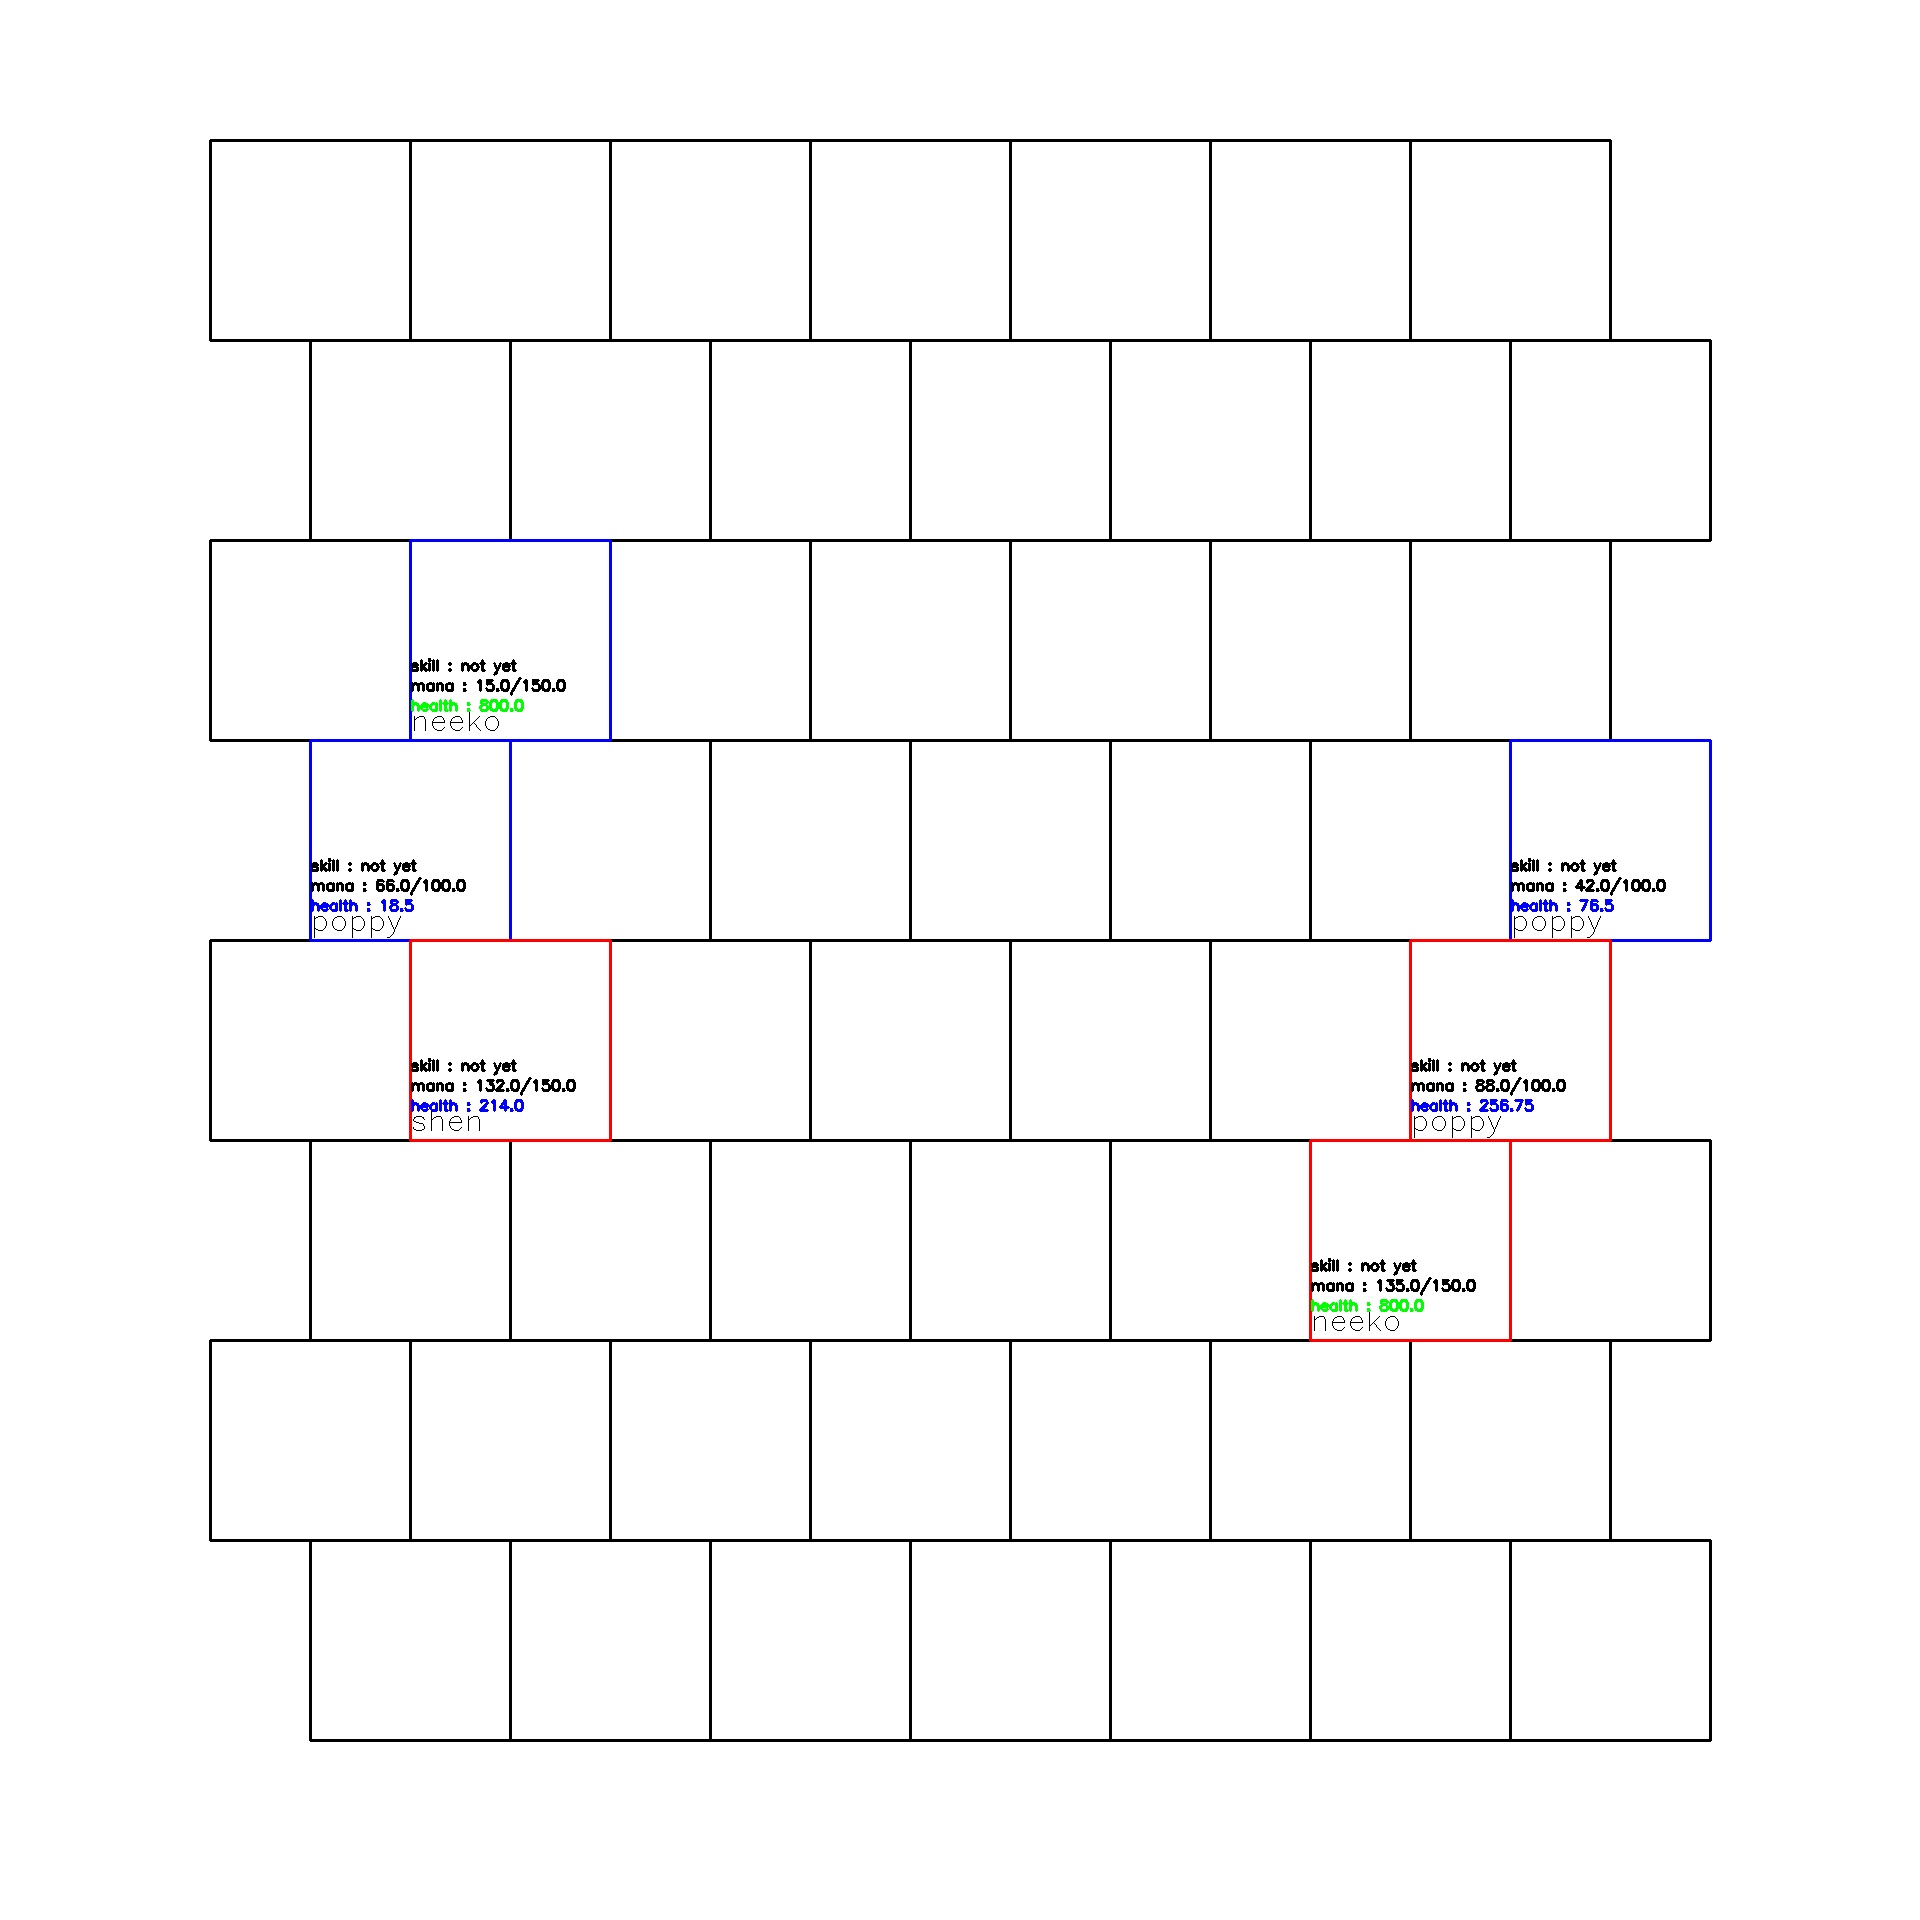 skill : not yet
mana : 15.0/150.0
health : 800.0
neeko
skill : not yet
mana : 66.0/100.0
health : 18.5
poppy
skill : not yet
mana : 42.0/100.0
health : 76.5
poppy
skill : not yet
mana : 132.0/150.0
health : 214.0
shen
skill : not yet
mana : 88.0/100.0
health : 256.75
poppy
skill : not yet
mana : 135.0/150.0
health : 800.0
neeko